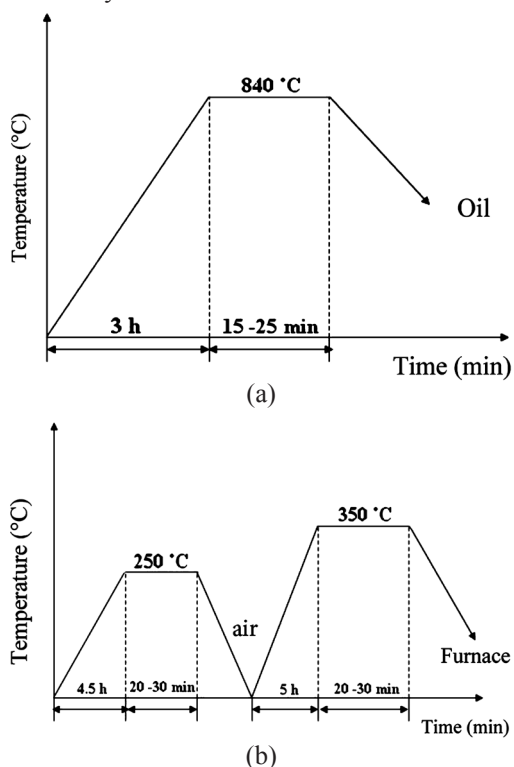 840 °C
Temperature (°C)
Oil
3 h
15 -25 min
Time (min)
(a)
Temperature (°C)
350 °C
250 °C
air
Furnace
4.5 h
20 -30 min
5 h
20 -30 min
Time (min)
(b)